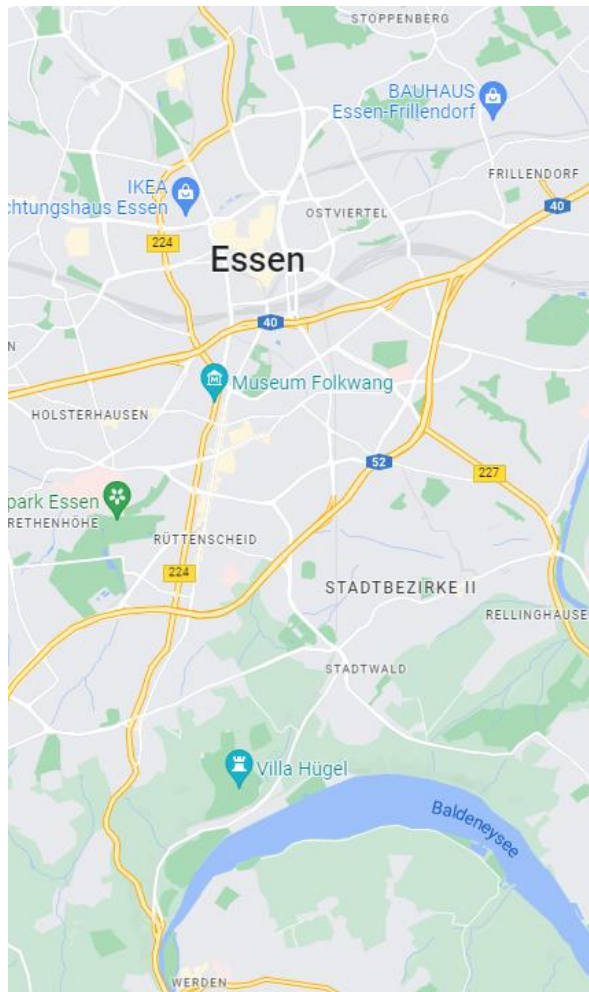 STOPPENBERG
BAUHAUS
Essen-Frillendorf
FRILLENDORF
IKEA
chtungshaus Essen
40
OSTVIERTEL
224
Essen
40
N
Museum Folkwang
HOLSTERHAUSEN
52
227
park Essen
RETHENHÖHE
RÜTTENSCHEID
224
STADTBEZIRKE II
RELLINGHAUSE
STADTWALD
Villa Hügel
Baldeneysee
WERDEN